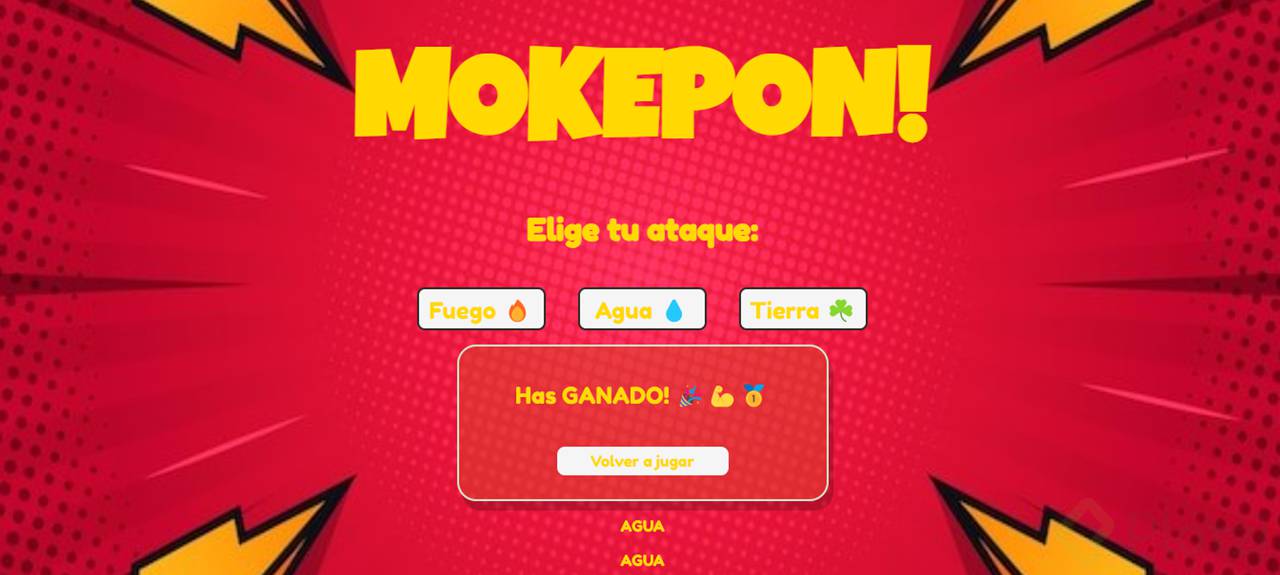 MOKEPON!
Elige tu ataque:
Fuego 🔥 Agua 💧 Tierra ☘️
Has GANADO! 🎉 💪 🥇
Volver a jugar
AGUA
AGUA